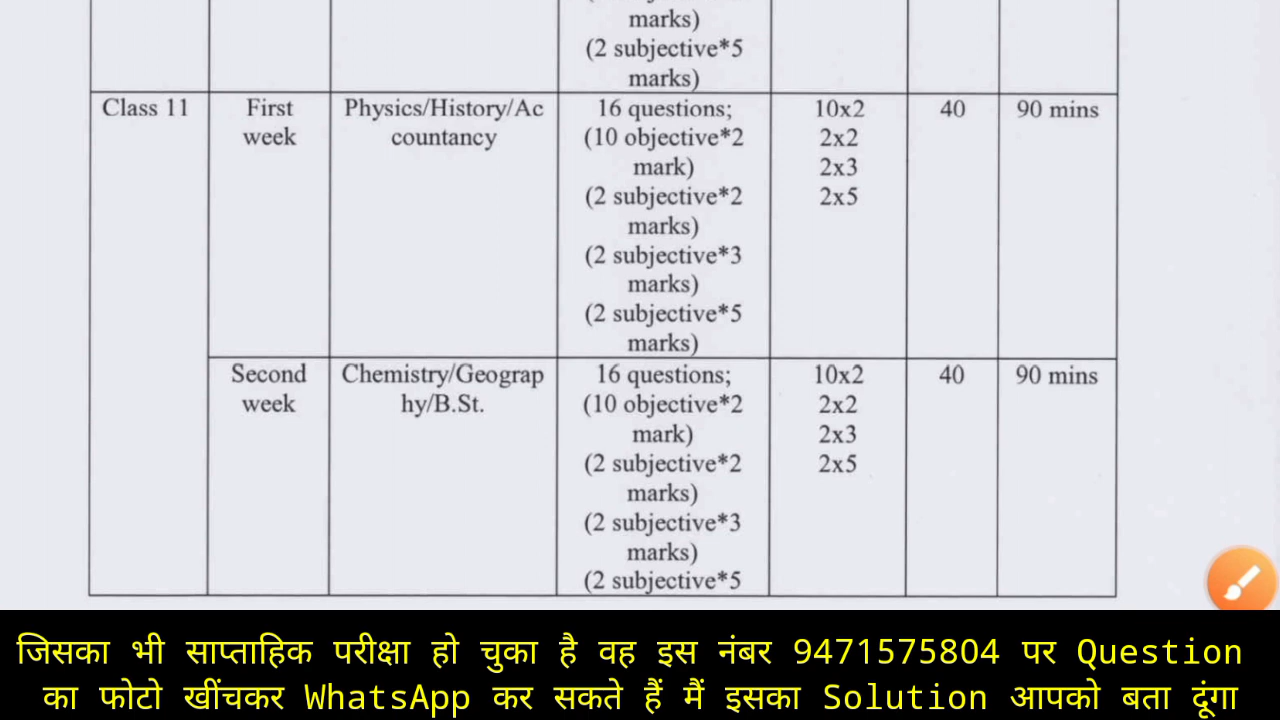 marks)
(2 subjective*5
marks)
Class 11
First
week
Physics/History/Ac
countancy
16 questions;
(10 objective*2
mark)
(2 subjective*2
marks)
(2 subjective*3
marks)
(2 subjective*5
marks)
10x2
2x2
2x3
2x5
40
90 mins
Second
week
Chemistry/Geograp
hy/B.St.
16 questions;
(10 objective*2
mark)
(2 subjective*2
marks)
(2 subjective*3
marks)
(2 subjective*5
10x2
2x2
2x3
2x5
40
90 mins
जिसका भी साप्ताहिक परीक्षा हो चुका है वह इस नंबर 9471575804 पर Question
का फोटो खींचकर WhatsApp कर सकते हैं मैं इसका Solution आपको बता दूंगा